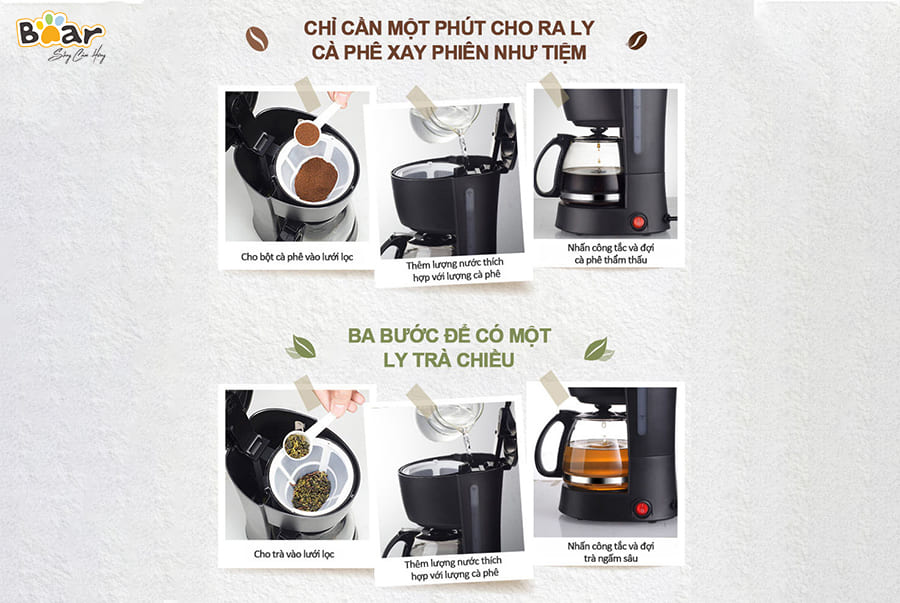 Bear
Sống Cảm Hứng
CHỈ CẦN MỘT PHÚT CHO RA LY
CÀ PHÊ XAY PHIÊN NHƯ TIỆM
Cho bột cà phê vào lưới lọc
Thêm lượng nước thích
hợp với lượng cà phê
Nhấn công tắc và đợi
cà phê thẩm thấu
BA BƯỚC ĐỂ CÓ MỘT
LY TRÀ CHIỀU
Cho trà vào lưới lọc
Thêm lượng nước thích
hợp với lượng cà phê
Nhấn công tắc và đợi
trà ngấm sâu